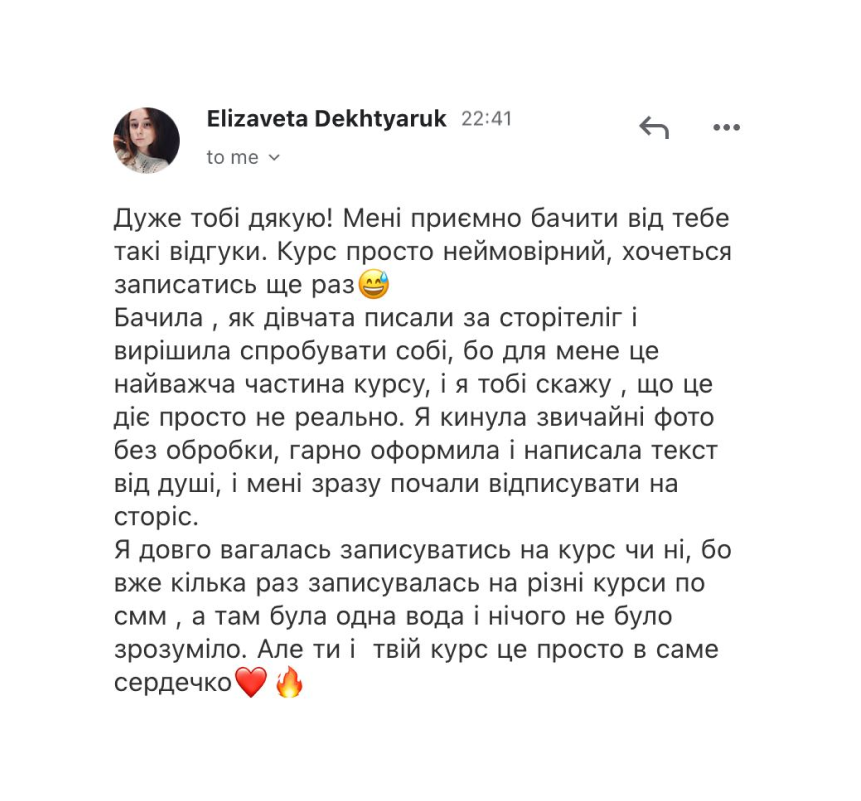 Elizaveta Dekhtyaruk 22:41
to me
Дуже тобі дякую! Мені приємно бачити від тебе
такі відгуки. Курс просто неймовірний, хочеться
записатись ще раз😅
Бачила , як дівчата писали за сторітеліг і
вирішила спробувати собі, бо для мене це
найважча частина курсу, і я тобі скажу , що це
діє просто не реально. Я кинула звичайні фото
без обробки, гарно оформила і написала текст
від душі, і мені зразу почали відписувати на
сторіс.
Я довго вагалась записуватись на курс чи ні, бо
вже кілька раз записувалась на різні курси по
смм , а там була одна вода і нічого не було
зрозуміло. Але ти і  твій курс це просто в саме
сердечко❤️🔥